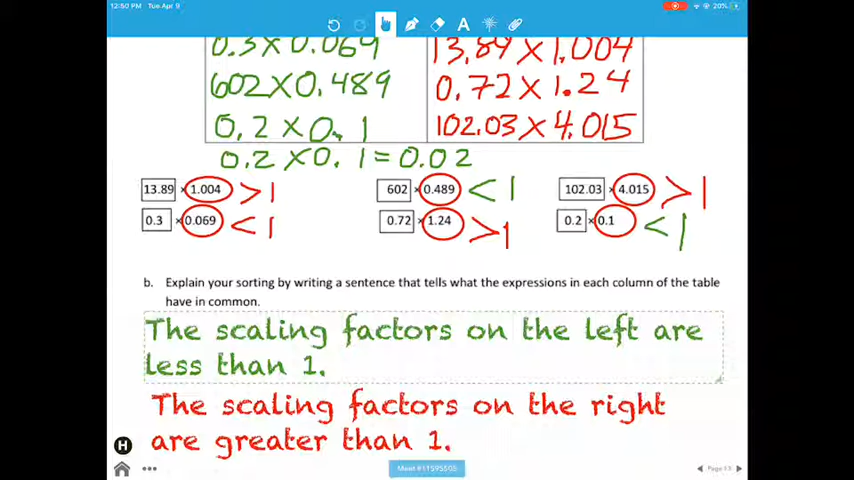 12:50 PM Tue Apr 9
20%
0.3 X 0.069
13.89 X 1.004
602 X 0.489
0.72 X 1.24
0.2 X 0.1
102.03 X 4.015
0.2 X 0.1 = 0.02
13.89 × 1.004 > 1
602 × 0.489 < 1
102.03 × 4.015 > 1
0.3 × 0.069 < 1
0.72 × 1.24 > 1
0.2 × 0.1 < 1
b. Explain your sorting by writing a sentence that tells what the expressions in each column of the table
have in common.
The scaling factors on the left are
less than 1.
The scaling factors on the right
are greater than 1.
H
Meet #11595505
Page 13